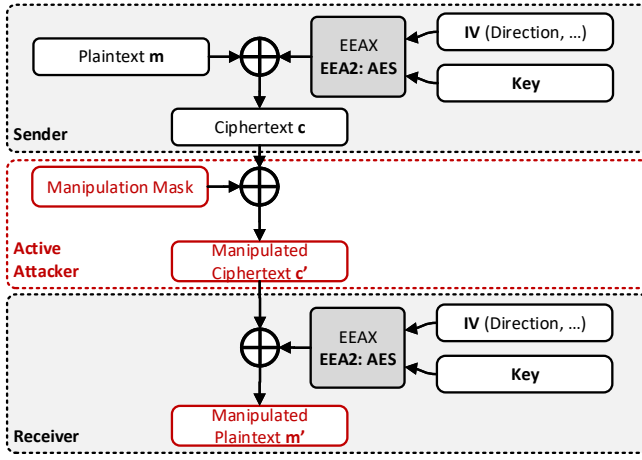 Plaintext m
EEAX
EEA2: AES
IV (Direction, ...)
Key
Ciphertext c
Sender
Manipulation Mask
Active
Attacker
Manipulated
Ciphertext c’
EEAX
EEA2: AES
IV (Direction, ...)
Key
Manipulated
Plaintext m’
Receiver